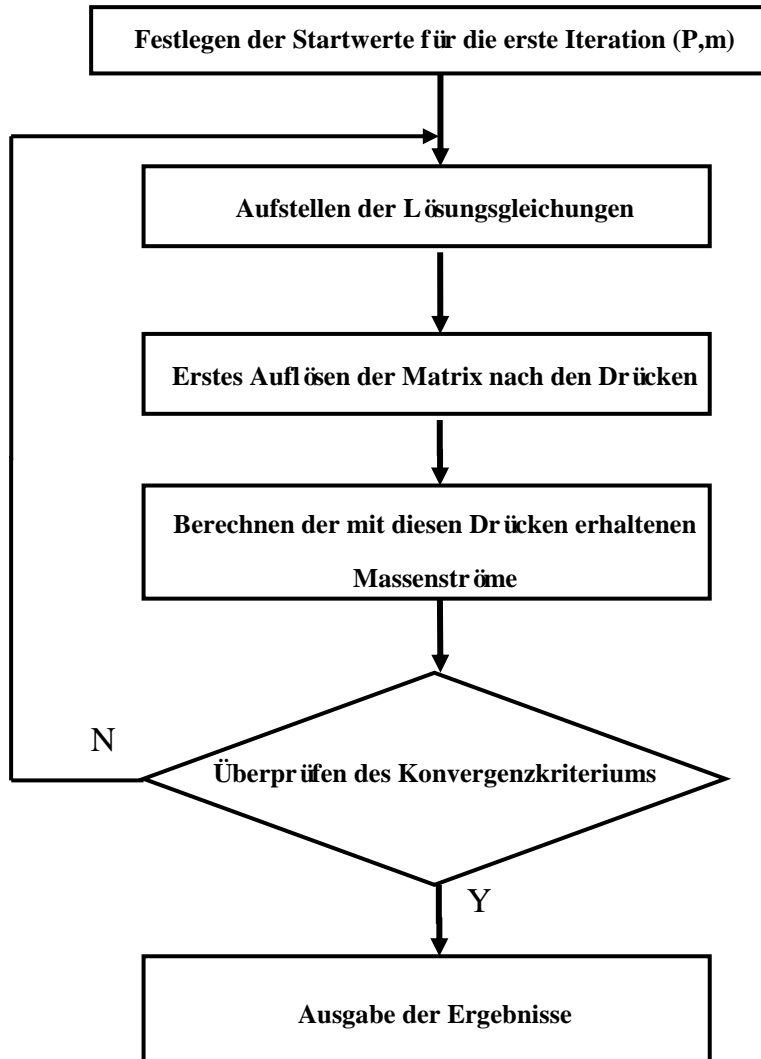 Festlegen der Startwerte für die erste Iteration (P,m)
Aufstellen der Lösungsgleichungen
Erstes Auflösen der Matrix nach den Drücken
Berechnen der mit diesen Drücken erhaltenen
Massenströme
N
Überprüfen des Konvergenzkriteriums
Y
Ausgabe der Ergebnisse